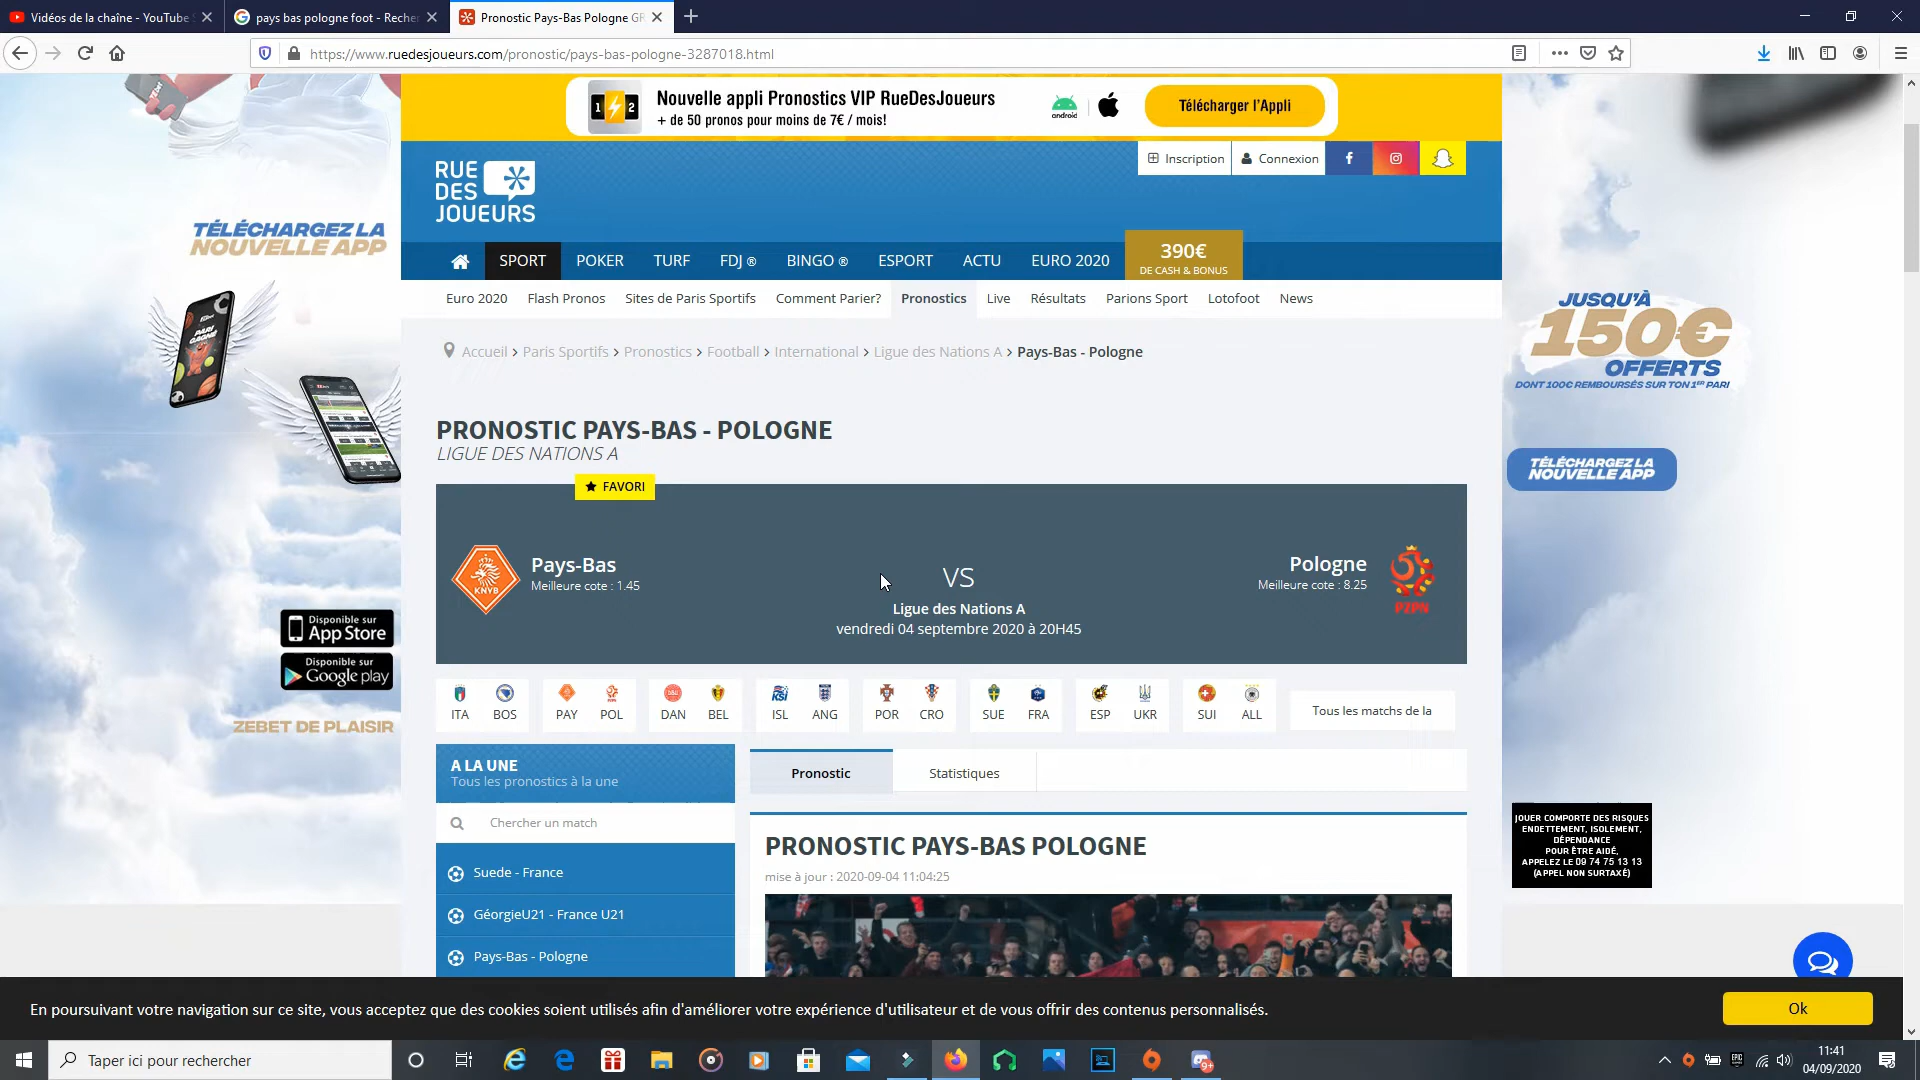 Vidéos de la chaîne - YouTube
pays bas pologne foot - Recher
Pronostic Pays-Bas Pologne GR
https://www.ruedesjoueurs.com/pronostic/pays-bas-pologne-3287018.html
1 2
Nouvelle appli Pronostics VIP RueDesJoueurs
+ de 50 pronos pour moins de 7€ / mois!
android
Télécharger l'Appli
Inscription
Connexion
RUE
DES
JOUEURS
SPORT
POKER
TURF
FDJ ®
BINGO ®
ESPORT
ACTU
EURO 2020
390€
DE CASH & BONUS
Euro 2020
Flash Pronos
Sites de Paris Sportifs
Comment Parier?
Pronostics
Live
Résultats
Parions Sport
Lotofoot
News
Accueil > Paris Sportifs > Pronostics > Football > International > Ligue des Nations A > Pays-Bas - Pologne
TÉLÉCHARGEZ LA
NOUVELLE APP
PARI
GAGNÉ
Disponible sur
App Store
Disponible sur
Google play
ZEBET DE PLAISIR
JUSQU'À
150€
OFFERTS
DONT 100€ REMBOURSÉS SUR TON 1ER PARI
TÉLÉCHARGEZ LA
NOUVELLE APP
PRONOSTIC PAYS-BAS - POLOGNE
LIGUE DES NATIONS A
FAVORI
KNVB
Pays-Bas
Meilleure cote : 1.45
VS
Ligue des Nations A
vendredi 04 septembre 2020 à 20H45
Pologne
Meilleure cote : 8.25
PZPN
ITA BOS
PAY POL
DAN BEL
ISL ANG
POR CRO
SUE FRA
ESP UKR
SUI ALL
Tous les matchs de la
A LA UNE
Tous les pronostics à la une
Chercher un match
Suede - France
GéorgieU21 - France U21
Pays-Bas - Pologne
Pronostic
Statistiques
PRONOSTIC PAYS-BAS POLOGNE
mise à jour : 2020-09-04 11:04:25
JOUER COMPORTE DES RISQUES
ENDETTEMENT, ISOLEMENT,
DÉPENDANCE
POUR ÊTRE AIDÉ,
APPELEZ LE 09 74 75 13 13
(APPEL NON SURTAXÉ)
En poursuivant votre navigation sur ce site, vous acceptez que des cookies soient utilisés afin d'améliorer votre expérience d'utilisateur et de vous offrir des contenus personnalisés.
Ok
Taper ici pour rechercher
9+
EPIC
11:41
04/09/2020